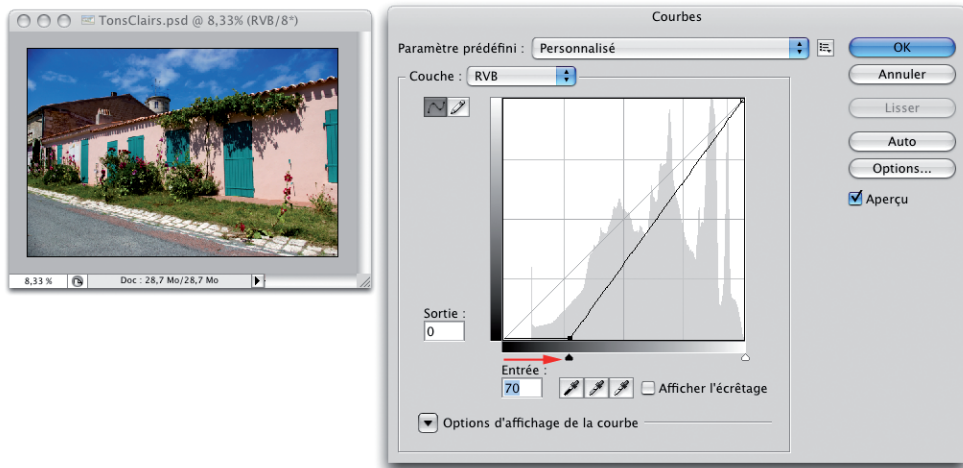 TonsClairs.psd @ 8,33% (RVB/8*)
8,33 %
Doc : 28,7 Mo/28,7 Mo
Courbes
Paramètre prédéfini : Personnalisé
OK
Couche : RVB
Annuler
Lisser
Auto
Options...
Aperçu
Sortie :
0
Entrée :
70
Afficher l'écrêtage
Options d'affichage de la courbe